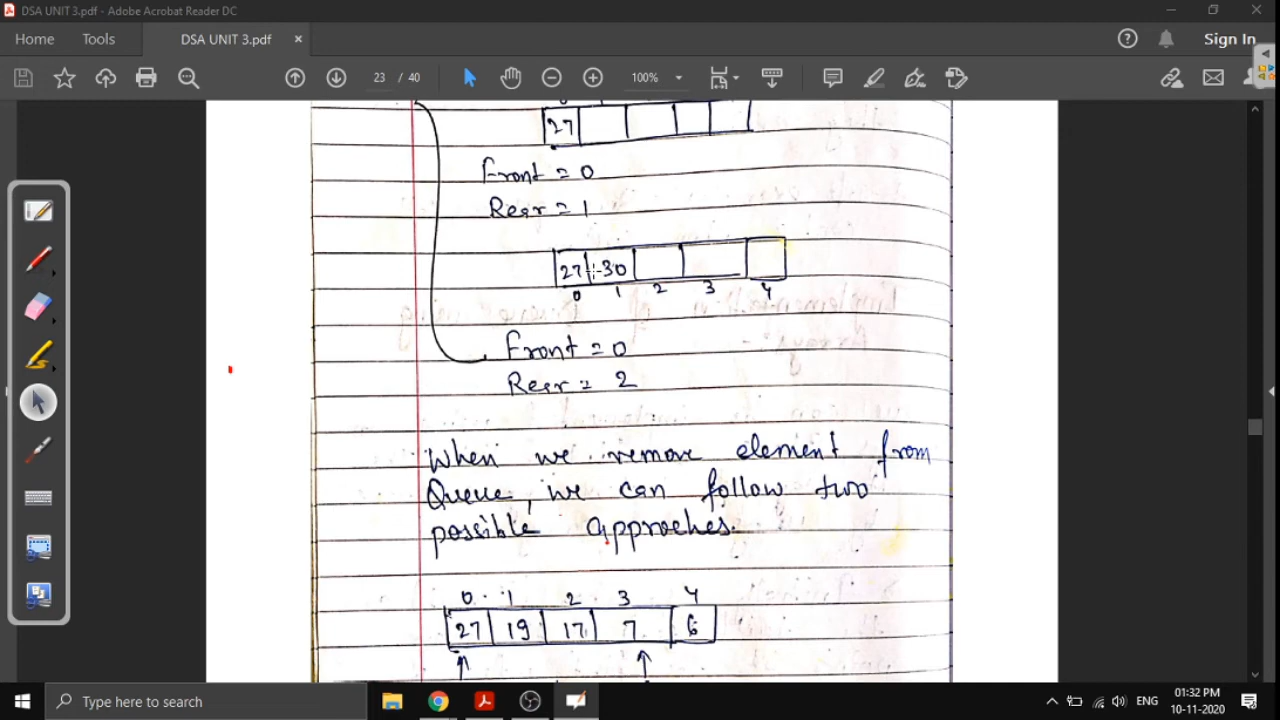 DSA UNIT 3.pdf - Adobe Acrobat Reader DC
Home Tools DSA UNIT 3.pdf × Sign In
23 / 40 100%
27
Front = 0
Rear = 1
27 -30
0 1 2 3 4
Front = 0
Rear = 2
When we remove element from
Queue, we can follow two
possible approches.
0 1 2 3 4
27 19 17 7 6
Type here to search
ENG
01:32 PM
10-11-2020